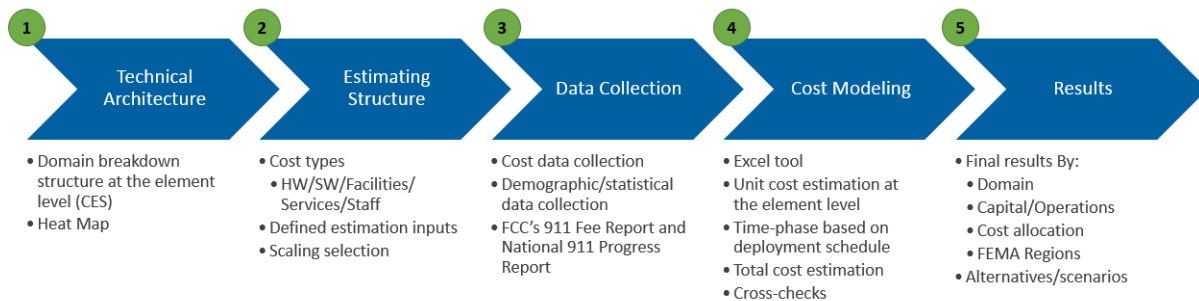 1
Technical
Architecture
• Domain breakdown
structure at the element
level (CES)
• Heat Map
2
Estimating
Structure
• Cost types
• HW/SW/Facilities/
Services/Staff
• Defined estimation inputs
• Scaling selection
3
Data Collection
• Cost data collection
• Demographic/statistical
data collection
• FCC's 911 Fee Report and
National 911 Progress
Report
4
Cost Modeling
• Excel tool
• Unit cost estimation at
the element level
• Time-phase based on
deployment schedule
• Total cost estimation
• Cross-checks
5
Results
• Final results By:
• Domain
• Capital/Operations
• Cost allocation
• FEMA Regions
• Alternatives/scenarios